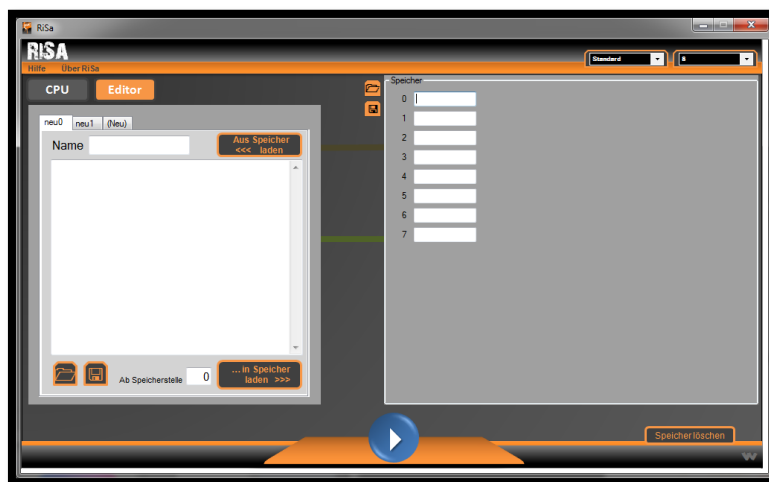 RiSa
RiSA
Hilfe Über RiSa
Standard
8
CPU Editor
Speicher
neu0 neu1 (Neu)
Name
Aus Speicher
<<< laden
0
1
2
3
4
5
6
7
Ab Speicherstelle 0
...in Speicher
laden >>>
Speicher löschen